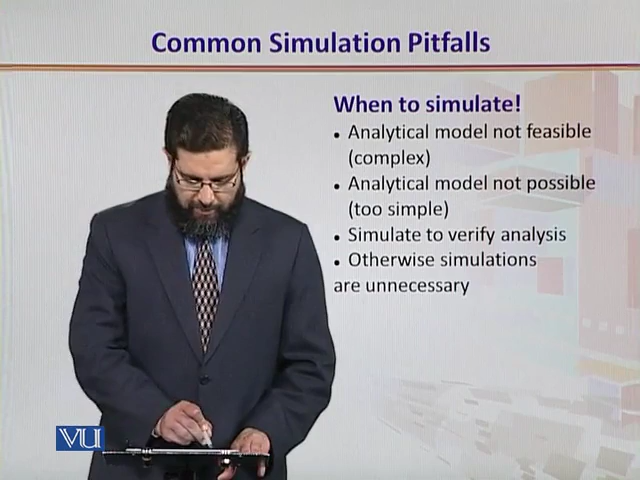 Common Simulation Pitfalls
When to simulate!
• Analytical model not feasible
(complex)
• Analytical model not possible
(too simple)
• Simulate to verify analysis
• Otherwise simulations
are unnecessary
VU